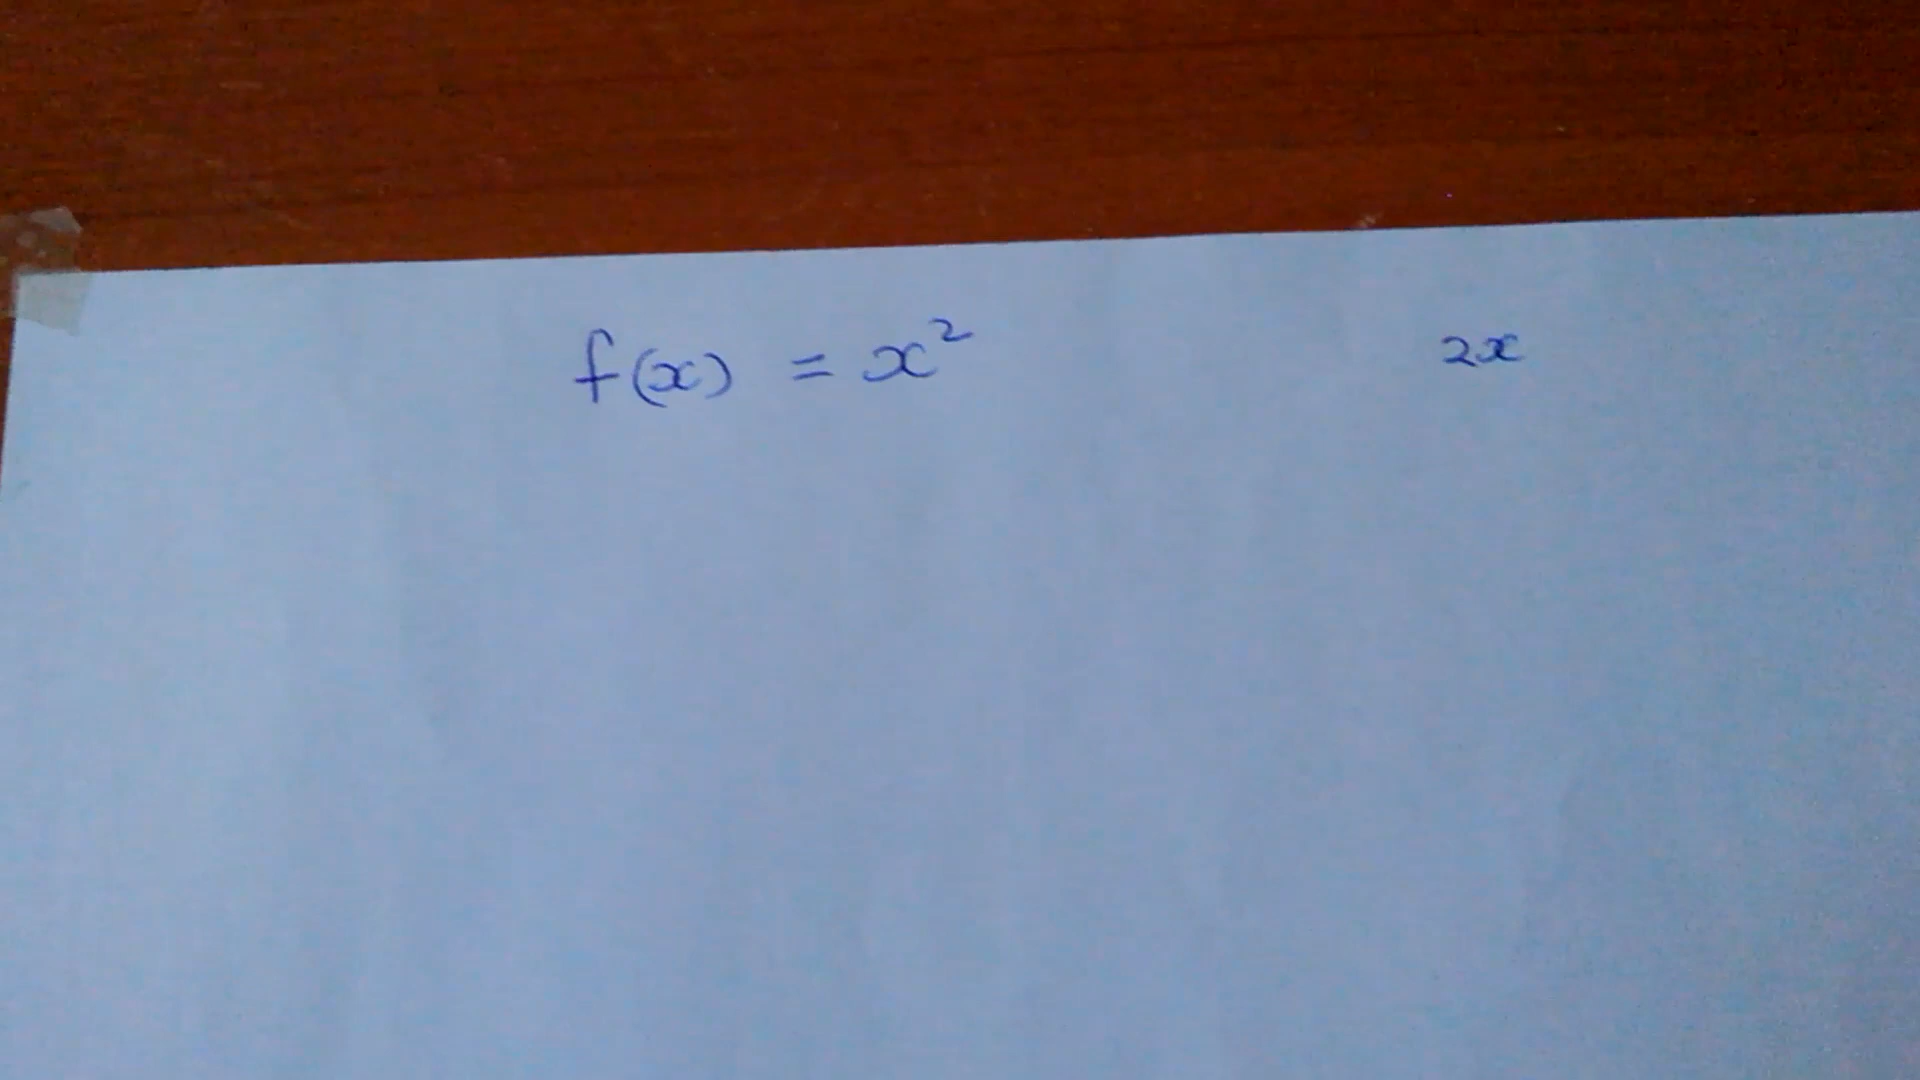 f(x) = x² 2x